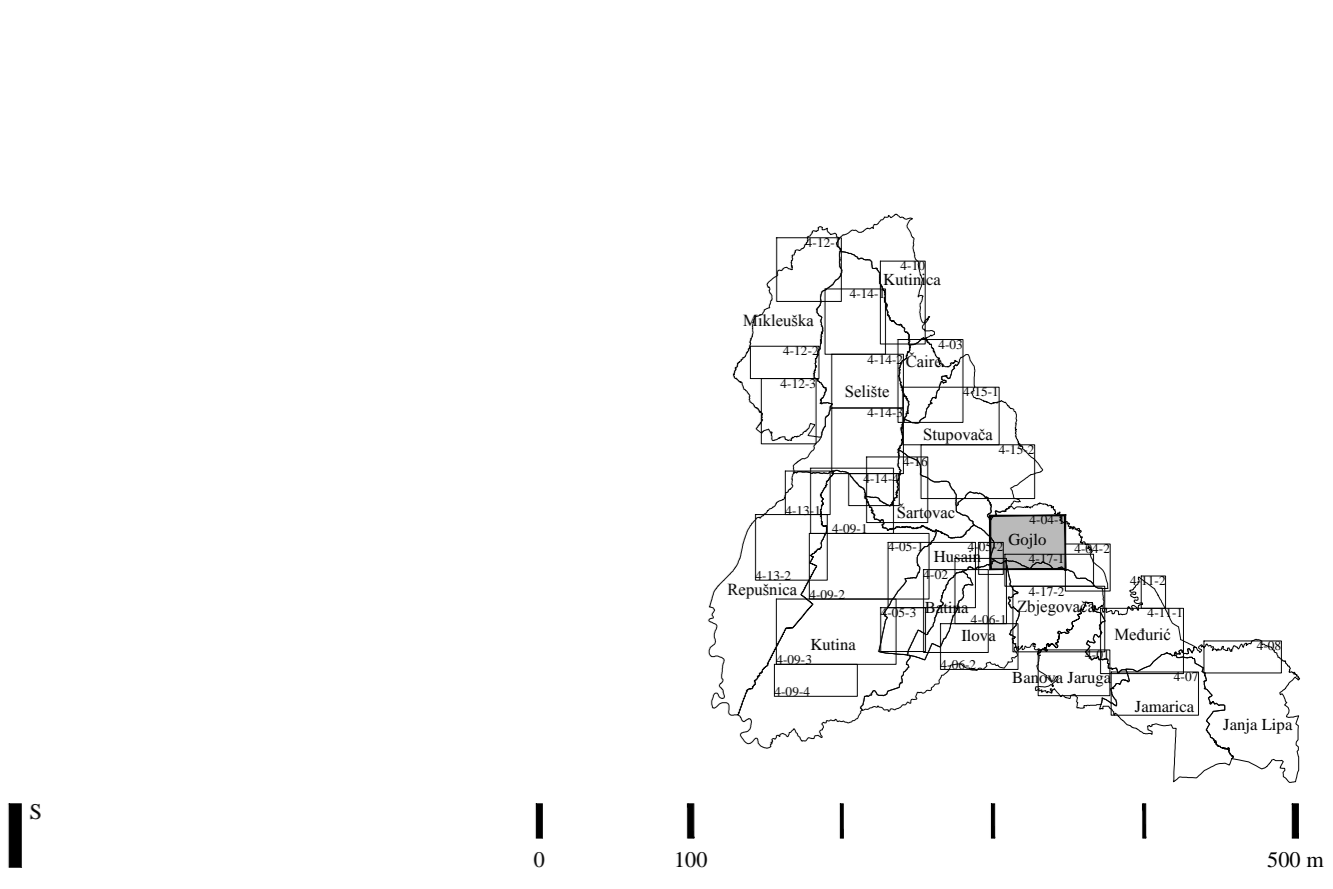 4-12-1
4-10
Kutinica
4-14-1
Mikleuška
4-12-2
4-03
4-14-2
Čaire
4-12-3
Selište
4-15-1
4-14-3
Stupovača
4-15-2
4-16
4-14-4
4-13-1
Šartovac
4-04-1
4-09-1
Gojlo
4-05-1
4-05-2
4-04-2
Husain
4-17-1
4-02
4-13-2
4-11-2
Repušnica
4-09-2
4-17-2
Batina
Zbjegovača
4-05-3
4-11-1
4-06-1
Ilova
Međurić
Kutina
4-08
4-09-3
4-06-2
4-01
Banova Jaruga
4-07
4-09-4
Jamarica
Janja Lipa
S
0
100
500 m